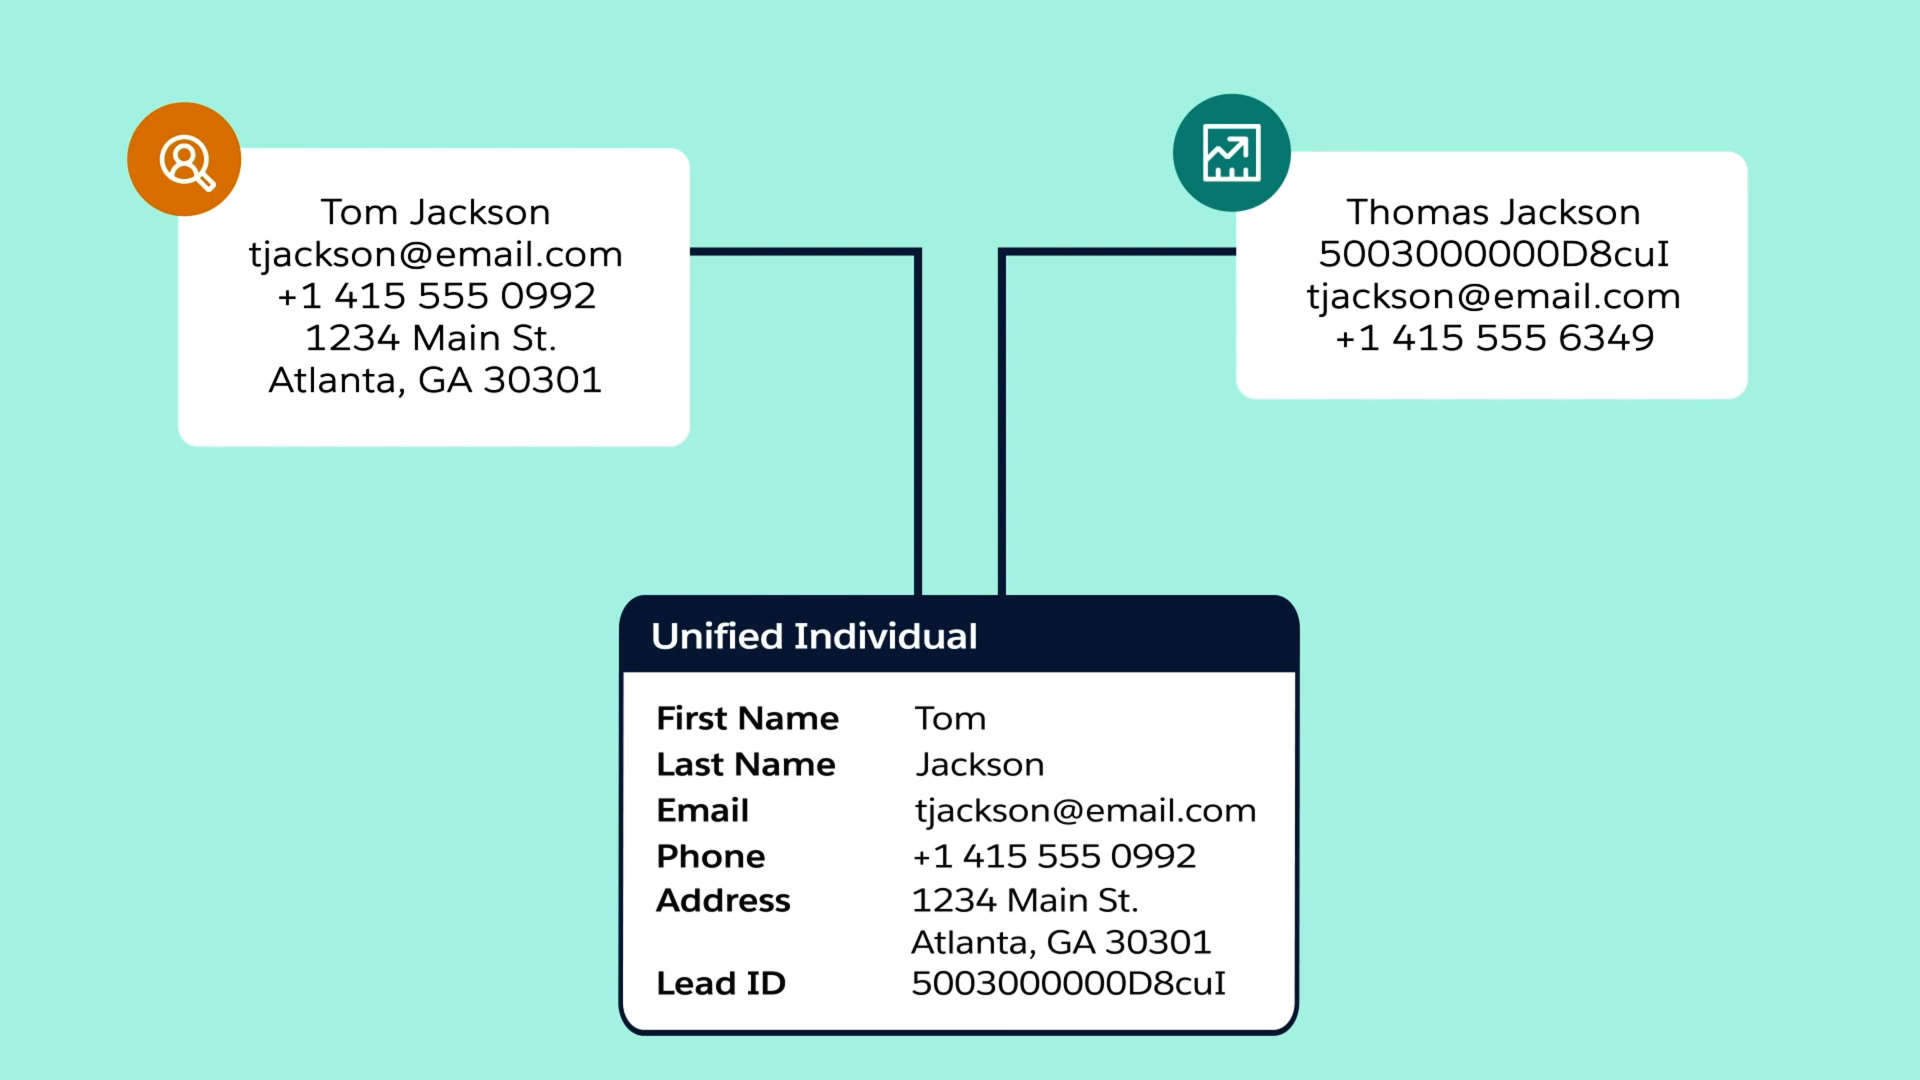 Tom Jackson
tjackson@email.com
+1 415 555 0992
1234 Main St.
Atlanta, GA 30301
Thomas Jackson
5003000000D8cuI
tjackson@email.com
+1 415 555 6349
Unified Individual
First Name Tom
Last Name Jackson
Email tjackson@email.com
Phone +1 415 555 0992
Address 1234 Main St.
Atlanta, GA 30301
Lead ID 5003000000D8cuI